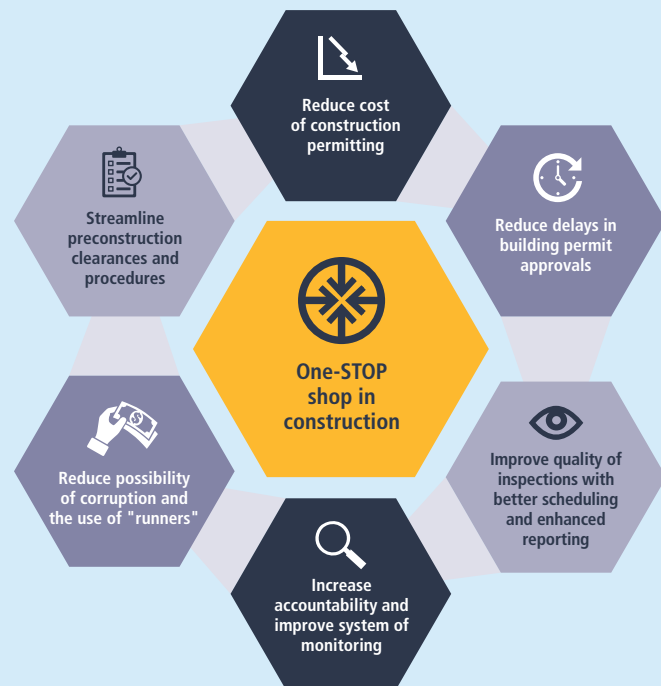 Reduce cost
of construction
permitting
Reduce delays in
building permit
approvals
Improve quality of
inspections with
better scheduling
and enhanced
reporting
Increase
accountability and
improve system of
monitoring
Reduce possibility
of corruption and
the use of "runners"
Streamline
preconstruction
clearances and
procedures
One-STOP
shop in
construction